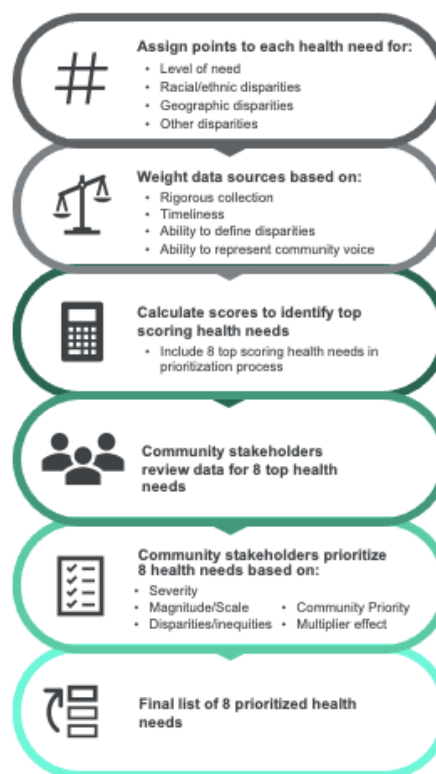 Assign points to each health need for:
• Level of need
• Racial/ethnic disparities
• Geographic disparities
• Other disparities
Weight data sources based on:
• Rigorous collection
• Timeliness
• Ability to define disparities
• Ability to represent community voice
Calculate scores to identify top
scoring health needs
• Include 8 top scoring health needs in
prioritization process
Community stakeholders
review data for 8 top health
needs
Community stakeholders prioritize
8 health needs based on:
• Severity
• Magnitude/Scale • Community Priority
• Disparities/inequities • Multiplier effect
Final list of 8 prioritized health
needs